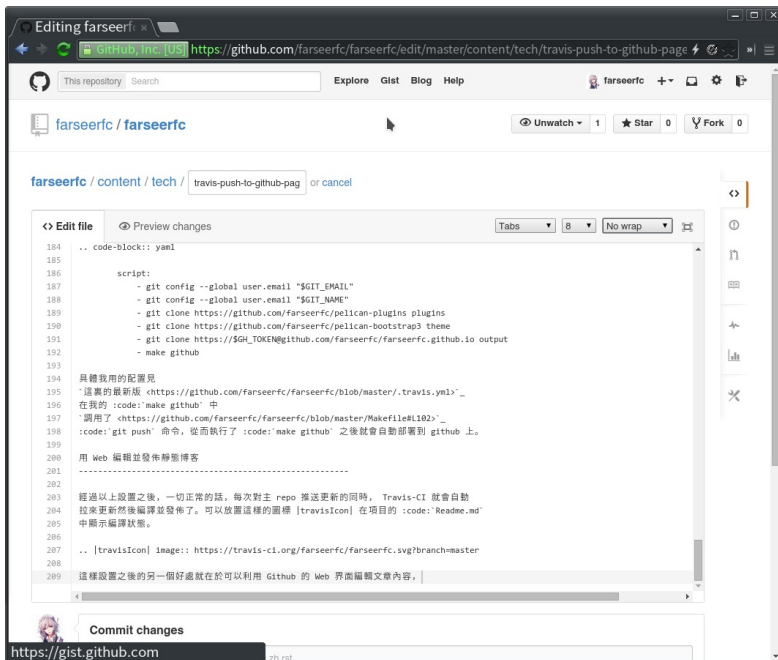 Editing farseerfc
GitHub, Inc. [US] https://github.com/farseerfc/farseerfc/edit/master/content/tech/travis-push-to-github-page
This repository Search Explore Gist Blog Help farseerfc
farseerfc / farseerfc Unwatch 1 Star 0 Fork 0
farseerfc / content / tech / travis-push-to-github-pag or cancel
Edit file Preview changes Tabs 8 No wrap
184 .. code-block:: yaml
185
186 script:
187 - git config --global user.email "$GIT_EMAIL"
188 - git config --global user.email "$GIT_NAME"
189 - git clone https://github.com/farseerfc/pelican-plugins plugins
190 - git clone https://github.com/farseerfc/pelican-bootstrap3 theme
191 - git clone https://$GH_TOKEN@github.com/farseerfc/farseerfc.github.io output
192 - make github
193
194 具體我用的配置見
195 `這裏的最新版 <https://github.com/farseerfc/farseerfc/blob/master/.travis.yml>`_
196 在我的 :code:`make github` 中
197 `調用了 <https://github.com/farseerfc/farseerfc/blob/master/Makefile#L102>`_
198 :code:`git push` 命令，從而執行了 :code:`make github` 之後就會自動部署到 github 上。
199
200 用 Web 編輯並發佈靜態博客
201 --------------------------------------------------------
202
203 經過以上設置之後，一切正常的話，每次對主 repo 推送更新的同時， Travis-CI 就會自動
204 拉來更新然後編譯並發佈了。可以放置這樣的圖標 |travisIcon| 在項目的 :code:`Readme.md`
205 中顯示編譯狀態。
206
207 .. |travisIcon| image:: https://travis-ci.org/farseerfc/farseerfc.svg?branch=master
208
209 這樣設置之後的另一個好處就在於可以利用 Github 的 Web 界面編輯文章內容，
Commit changes
https://gist.github.com
zh.rst